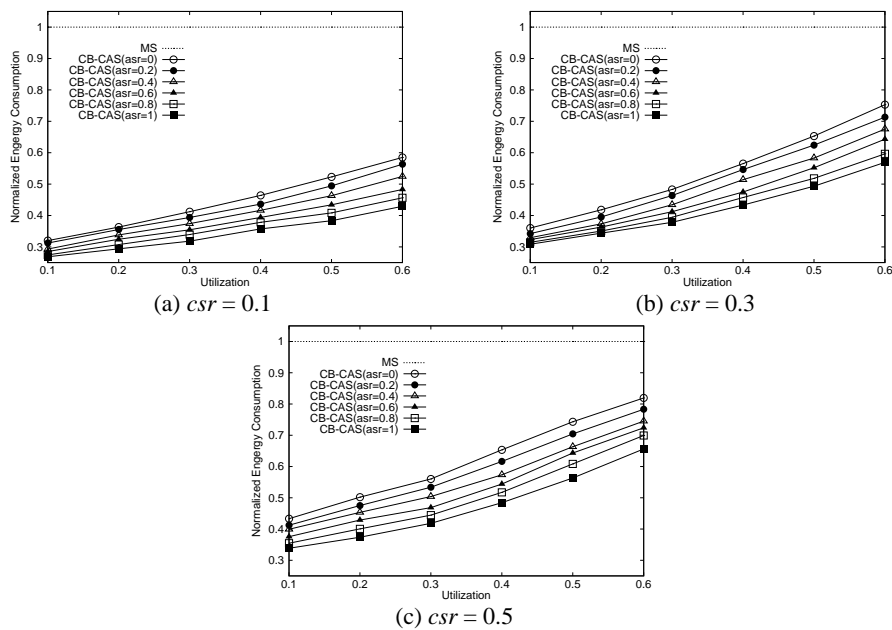 1
0.9
0.8
0.7
0.6
0.5
0.4
0.3
Normalized Engergy Consumption
MS
CB-CAS(asr=0)
CB-CAS(asr=0.2)
CB-CAS(asr=0.4)
CB-CAS(asr=0.6)
CB-CAS(asr=0.8)
CB-CAS(asr=1)
0.1 0.2 0.3 0.4 0.5 0.6
Utilization
(a) csr = 0.1
1
0.9
0.8
0.7
0.6
0.5
0.4
0.3
Normalized Engergy Consumption
MS
CB-CAS(asr=0)
CB-CAS(asr=0.2)
CB-CAS(asr=0.4)
CB-CAS(asr=0.6)
CB-CAS(asr=0.8)
CB-CAS(asr=1)
0.1 0.2 0.3 0.4 0.5 0.6
Utilization
(b) csr = 0.3
1
0.9
0.8
0.7
0.6
0.5
0.4
0.3
Normalized Engergy Consumption
MS
CB-CAS(asr=0)
CB-CAS(asr=0.2)
CB-CAS(asr=0.4)
CB-CAS(asr=0.6)
CB-CAS(asr=0.8)
CB-CAS(asr=1)
0.1 0.2 0.3 0.4 0.5 0.6
Utilization
(c) csr = 0.5